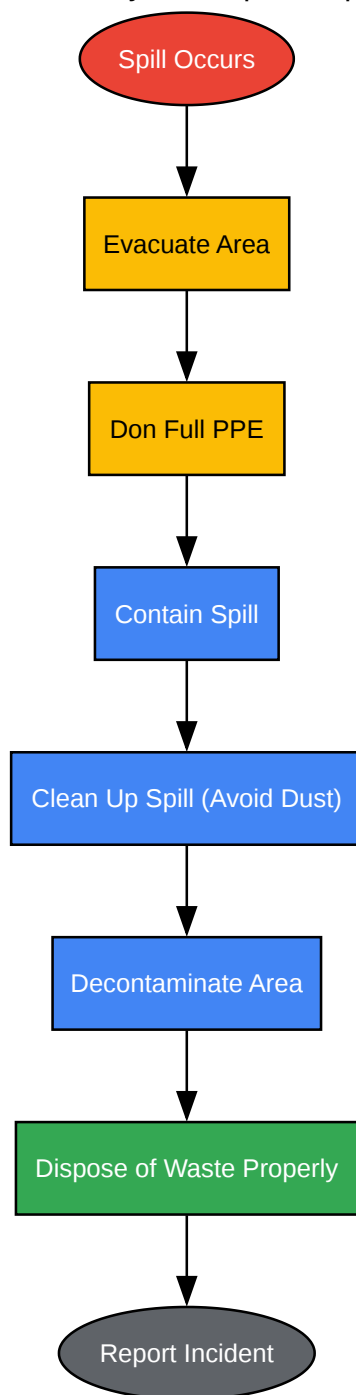 Spill Occurs
Evacuate Area
Don Full PPE
Contain Spill
Clean Up Spill (Avoid Dust)
Decontaminate Area
Dispose of Waste Properly
Report Incident